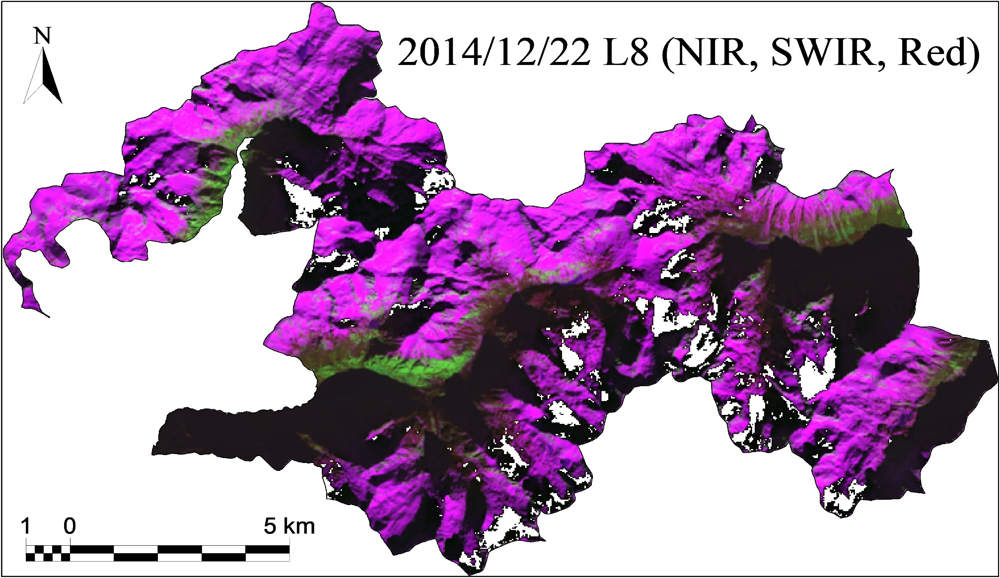 N
2014/12/22 L8 (NIR, SWIR, Red)
1 0 5 km